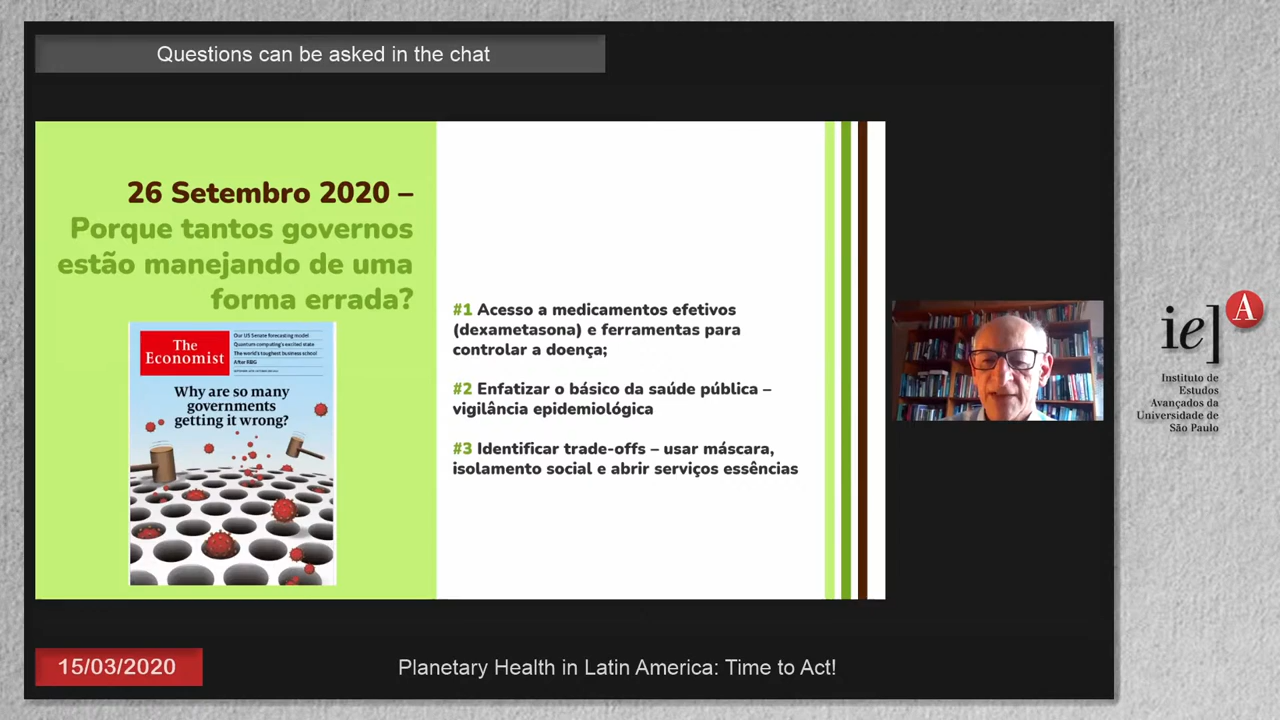 Questions can be asked in the chat
26 Setembro 2020 –
Porque tantos governos
estão manejando de uma
forma errada?
The
Economist
Our US Senate forecasting model
Quantum computing's excited state
The world's toughest business school
After RBG
Why are so many
governments
getting it wrong?
#1 Acesso a medicamentos efetivos
(dexametasona) e ferramentas para
controlar a doença;
#2 Enfatizar o básico da saúde pública –
vigilância epidemiológica
#3 Identificar trade-offs – usar máscara,
isolamento social e abrir serviços essências
ie]A
Instituto de
Estudos
Avançados da
Universidade de
São Paulo
15/03/2020
Planetary Health in Latin America: Time to Act!